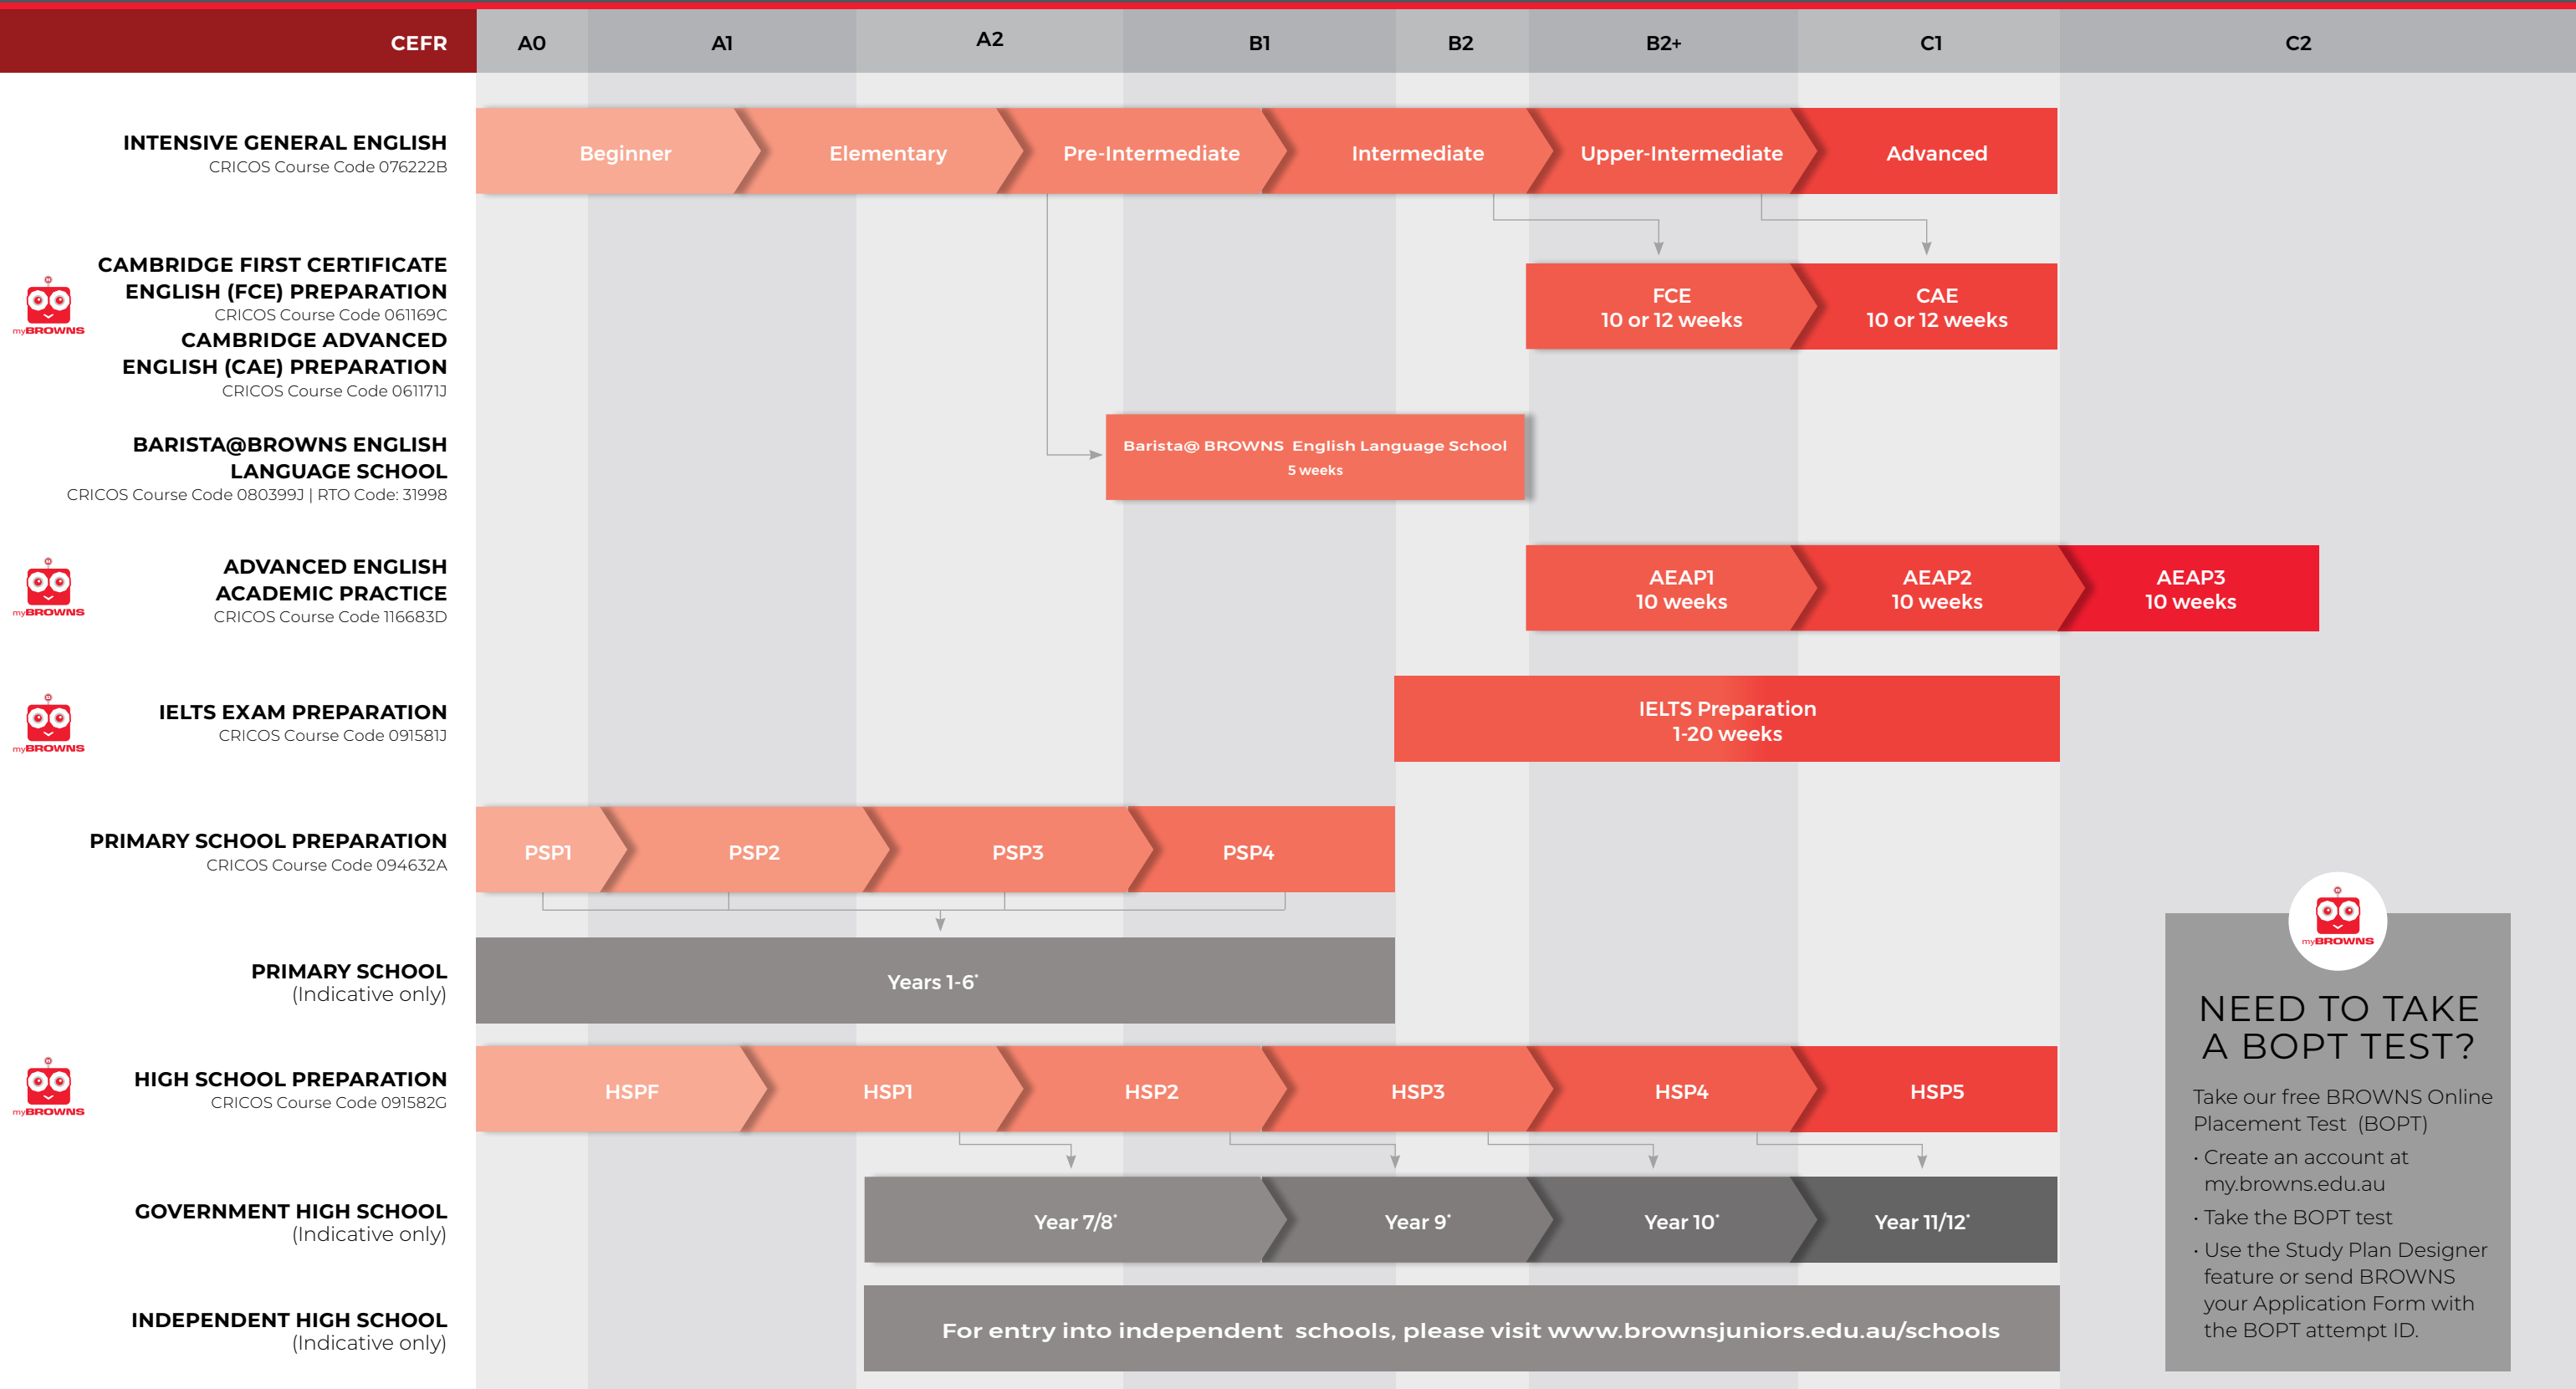 CEFR
A0
A1
A2
B1
B2
B2+
C1
C2
INTENSIVE GENERAL ENGLISH
CRICOS Course Code 076222B
Beginner
Elementary
Pre-Intermediate
Intermediate
Upper-Intermediate
Advanced
myBROWNS
CAMBRIDGE FIRST CERTIFICATE
ENGLISH (FCE) PREPARATION
CRICOS Course Code 061169C
CAMBRIDGE ADVANCED
ENGLISH (CAE) PREPARATION
CRICOS Course Code 061171J
FCE
10 or 12 weeks
CAE
10 or 12 weeks
BARISTA@BROWNS ENGLISH
LANGUAGE SCHOOL
CRICOS Course Code 080399J | RTO Code: 31998
Barista@ BROWNS English Language School
5 weeks
myBROWNS
ADVANCED ENGLISH
ACADEMIC PRACTICE
CRICOS Course Code 116683D
AEAP1
10 weeks
AEAP2
10 weeks
AEAP3
10 weeks
myBROWNS
IELTS EXAM PREPARATION
CRICOS Course Code 091581J
IELTS Preparation
1-20 weeks
PRIMARY SCHOOL PREPARATION
CRICOS Course Code 094632A
PSP1
PSP2
PSP3
PSP4
PRIMARY SCHOOL
(Indicative only)
Years 1-6*
myBROWNS
HIGH SCHOOL PREPARATION
CRICOS Course Code 091582G
HSPF
HSP1
HSP2
HSP3
HSP4
HSP5
GOVERNMENT HIGH SCHOOL
(Indicative only)
Year 7/8*
Year 9*
Year 10*
Year 11/12*
INDEPENDENT HIGH SCHOOL
(Indicative only)
For entry into independent schools, please visit www.brownsjuniors.edu.au/schools
myBROWNS
NEED TO TAKE
A BOPT TEST?
Take our free BROWNS Online
Placement Test (BOPT)
• Create an account at
my.browns.edu.au
• Take the BOPT test
• Use the Study Plan Designer
feature or send BROWNS
your Application Form with
the BOPT attempt ID.